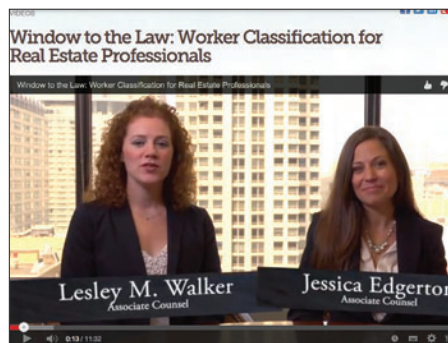 VIDEOS
Window to the Law: Worker Classification for
Real Estate Professionals
Window to the Law: Worker Classification for Real Estate Professionals
Lesley M. Walker
Associate Counsel
Jessica Edgerton
Associate Counsel
0:13 / 11:32